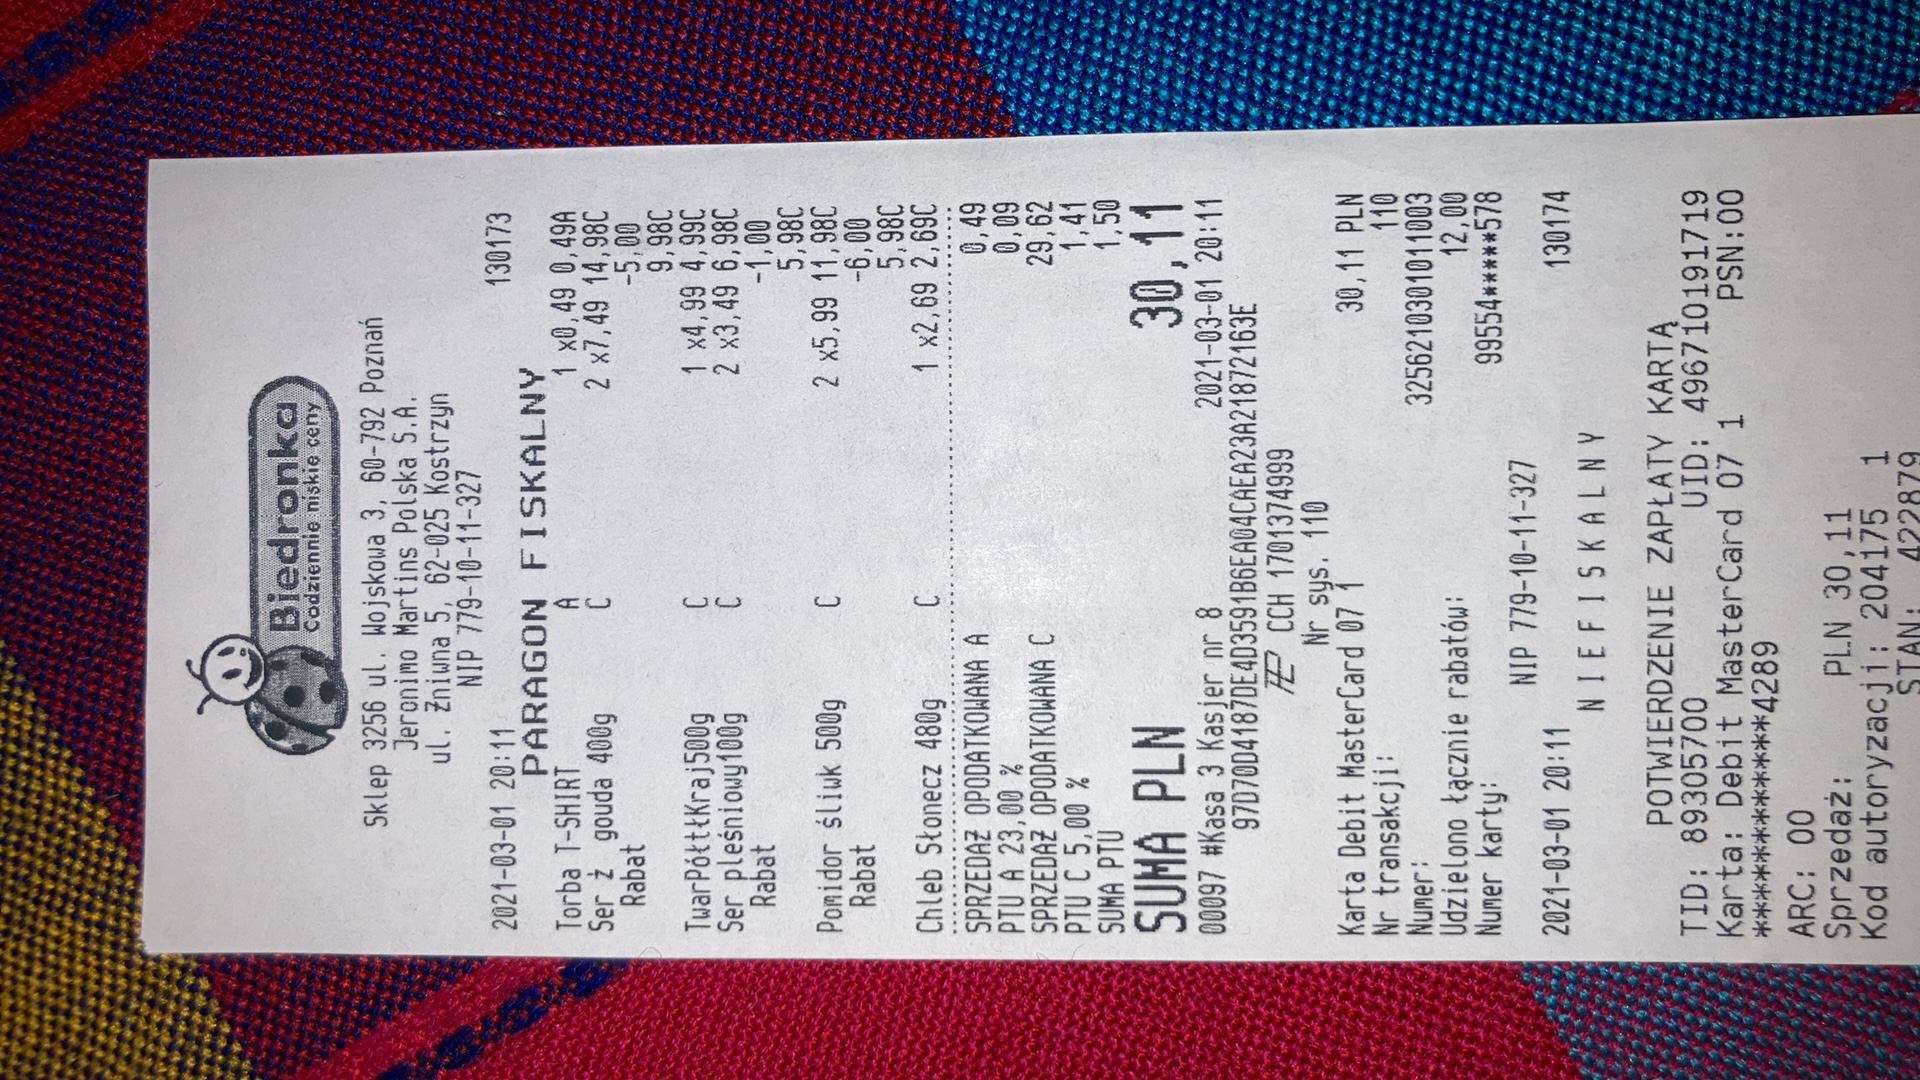 Biedronka
Codziennie niskie ceny
Sklep 3256 ul. Wojskowa 3, 60-792 Poznań
Jeronimo Martins Polska S.A.
ul. Żniwna 5, 62-025 Kostrzyn
NIP 779-10-11-327
2021-03-01 20:11 130173
PARAGON FISKALNY
Torba T-SHIRT A 1 x0,49 0,49A
Ser ż gouda 400g C 2 x7,49 14,98C
Rabat -5,00
9,98C
TwarPółtłKraj500g C 1 x4,99 4,99C
Ser pleśniowy100g C 2 x3,49 6,98C
Rabat -1,00
5,98C
Pomidor śliwk 500g C 2 x5,99 11,98C
Rabat -6,00
5,98C
Chleb Słonecz 480g C 1 x2,69 2,69C
SPRZEDAŻ OPODATKOWANA A 0,49
PTU A 23,00 % 0,09
SPRZEDAŻ OPODATKOWANA C 29,62
PTU C 5,00 % 1,41
SUMA PTU 1,50
SUMA PLN 30,11
00097 #Kasa 3 Kasjer nr 8 2021-03-01 20:11
97D70D4187DE4D3591B6EA04CAEA23A21872163E
CCH 1701374999
Nr sys. 110
Karta Debit MasterCard 07 1 30,11 PLN
Nr transakcji: 110
Numer: 3256210301011003
Udzielono łącznie rabatów: 12,00
Numer karty: 99554*****578
NIP 779-10-11-327
2021-03-01 20:11 130174
NIEFISKALNY
POTWIERDZENIE ZAPŁATY KARTĄ
TID: 89305700 UID: 496710191719
Karta: Debit MasterCard 07 1 PSN:00
************4289
ARC: 00
Sprzedaż: PLN 30,11
Kod autoryzacji: 204175 1
STAN: 422879